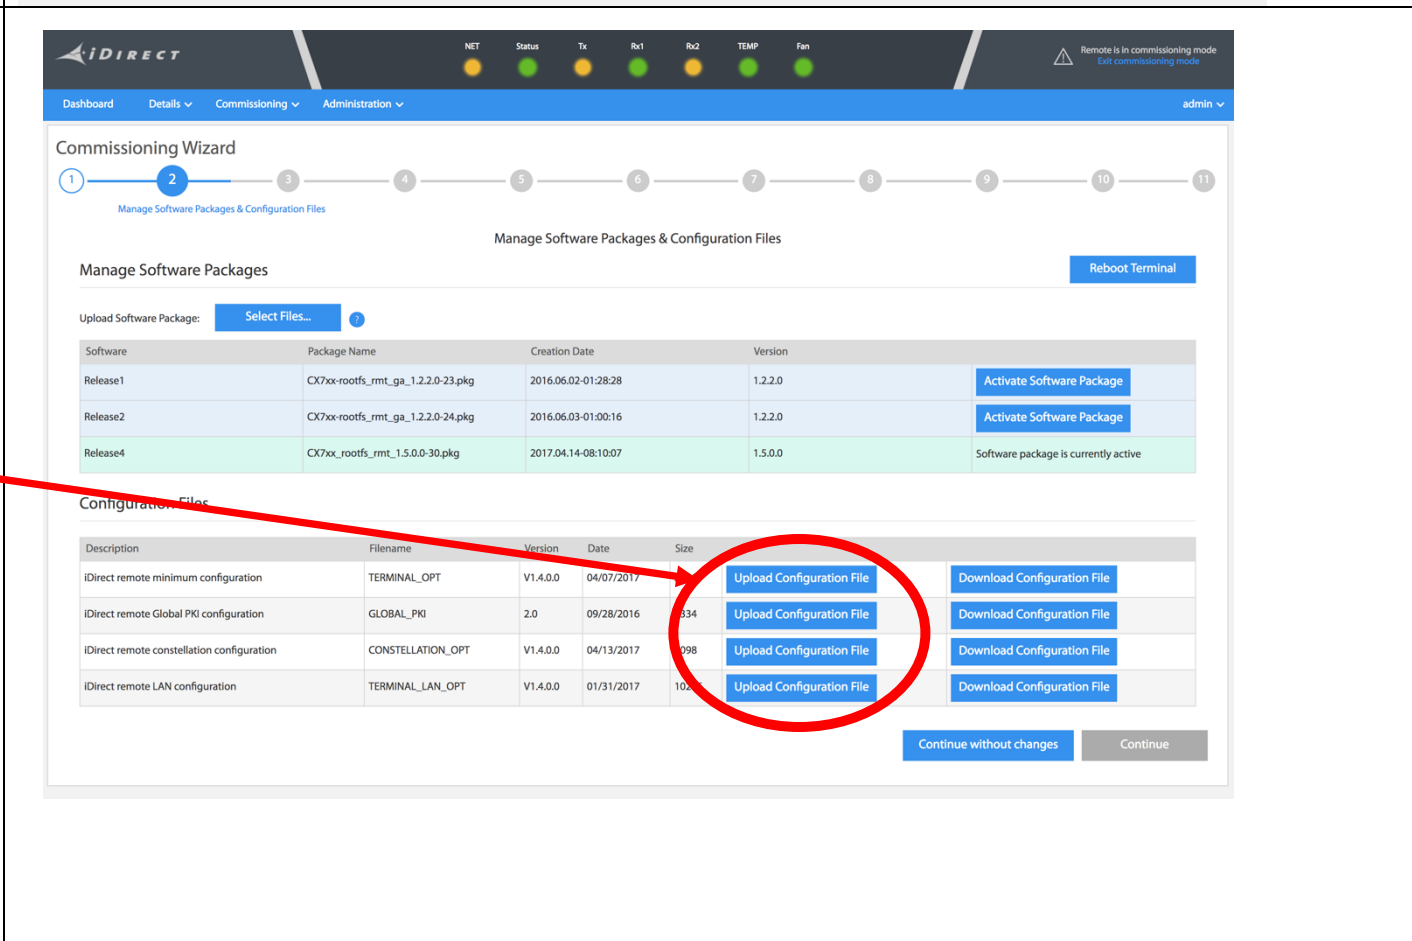 iDIRECT
NET Status Tx Rx1 Rx2 TEMP Fan
Remote is in commissioning mode
Exit commissioning mode
Dashboard Details Commissioning Administration admin
Commissioning Wizard
1 2 3 4 5 6 7 8 9 10 11
Manage Software Packages & Configuration Files
Manage Software Packages & Configuration Files
Manage Software Packages Reboot Terminal
Upload Software Package: Select Files... ?
Software Package Name Creation Date Version
Release1 CX7xx-rootfs_rmt_ga_1.2.2.0-23.pkg 2016.06.02-01:28:28 1.2.2.0 Activate Software Package
Release2 CX7xx-rootfs_rmt_ga_1.2.2.0-24.pkg 2016.06.03-01:00:16 1.2.2.0 Activate Software Package
Release4 CX7xx_rootfs_rmt_1.5.0.0-30.pkg 2017.04.14-08:10:07 1.5.0.0 Software package is currently active
Configuration Files
Description Filename Version Date Size
iDirect remote minimum configuration TERMINAL_OPT V1.4.0.0 04/07/2017 Upload Configuration File Download Configuration File
iDirect remote Global PKI configuration GLOBAL_PKI 2.0 09/28/2016 Upload Configuration File Download Configuration File
iDirect remote constellation configuration CONSTELLATION_OPT V1.4.0.0 04/13/2017 Upload Configuration File Download Configuration File
iDirect remote LAN configuration TERMINAL_LAN_OPT V1.4.0.0 01/31/2017 Upload Configuration File Download Configuration File
Continue without changes Continue